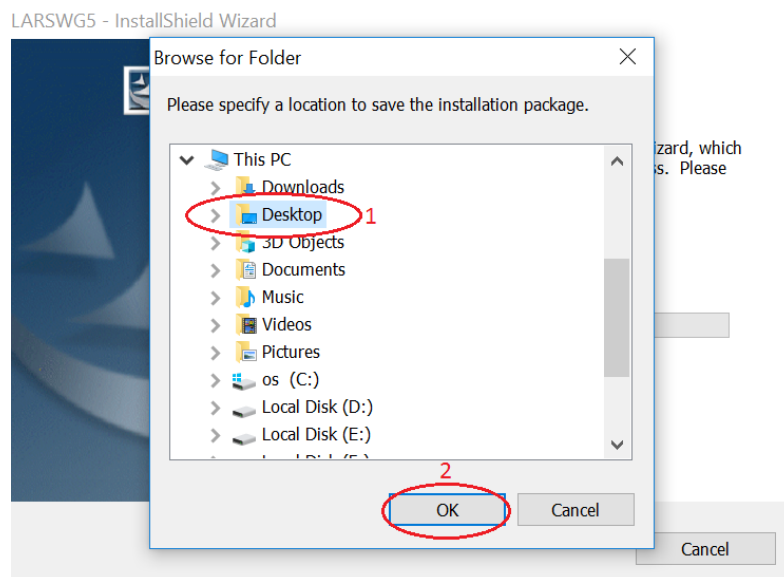 LARSWG5 - InstallShield Wizard
Browse for Folder
Please specify a location to save the installation package.
izard, which
ss. Please
This PC
Downloads
Desktop 1
3D Objects
Documents
Music
Videos
Pictures
os (C:)
Local Disk (D:)
Local Disk (E:)
2
OK Cancel
Cancel